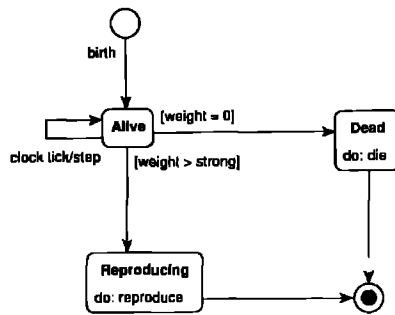 birth
Alive
[weight = 0]
Dead
do: die
clock tick/step
[weight > strong]
Reproducing
do: reproduce